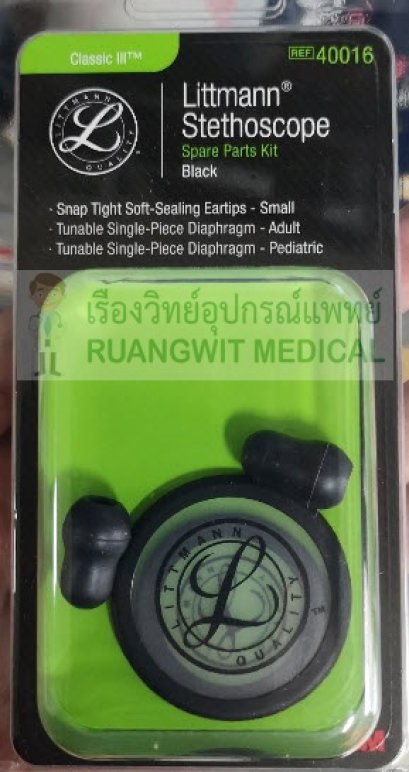 Classic III™
REF 40016
LITTMANN
L
QUALITY
Littmann®
Stethoscope
Spare Parts Kit
Black
· Snap Tight Soft-Sealing Eartips - Small
· Tunable Single-Piece Diaphragm - Adult
· Tunable Single-Piece Diaphragm - Pediatric
เรืองวิทย์อุปกรณ์แพทย์
RUANGWIT MEDICAL
LITTMANN
L
QUALITY
™